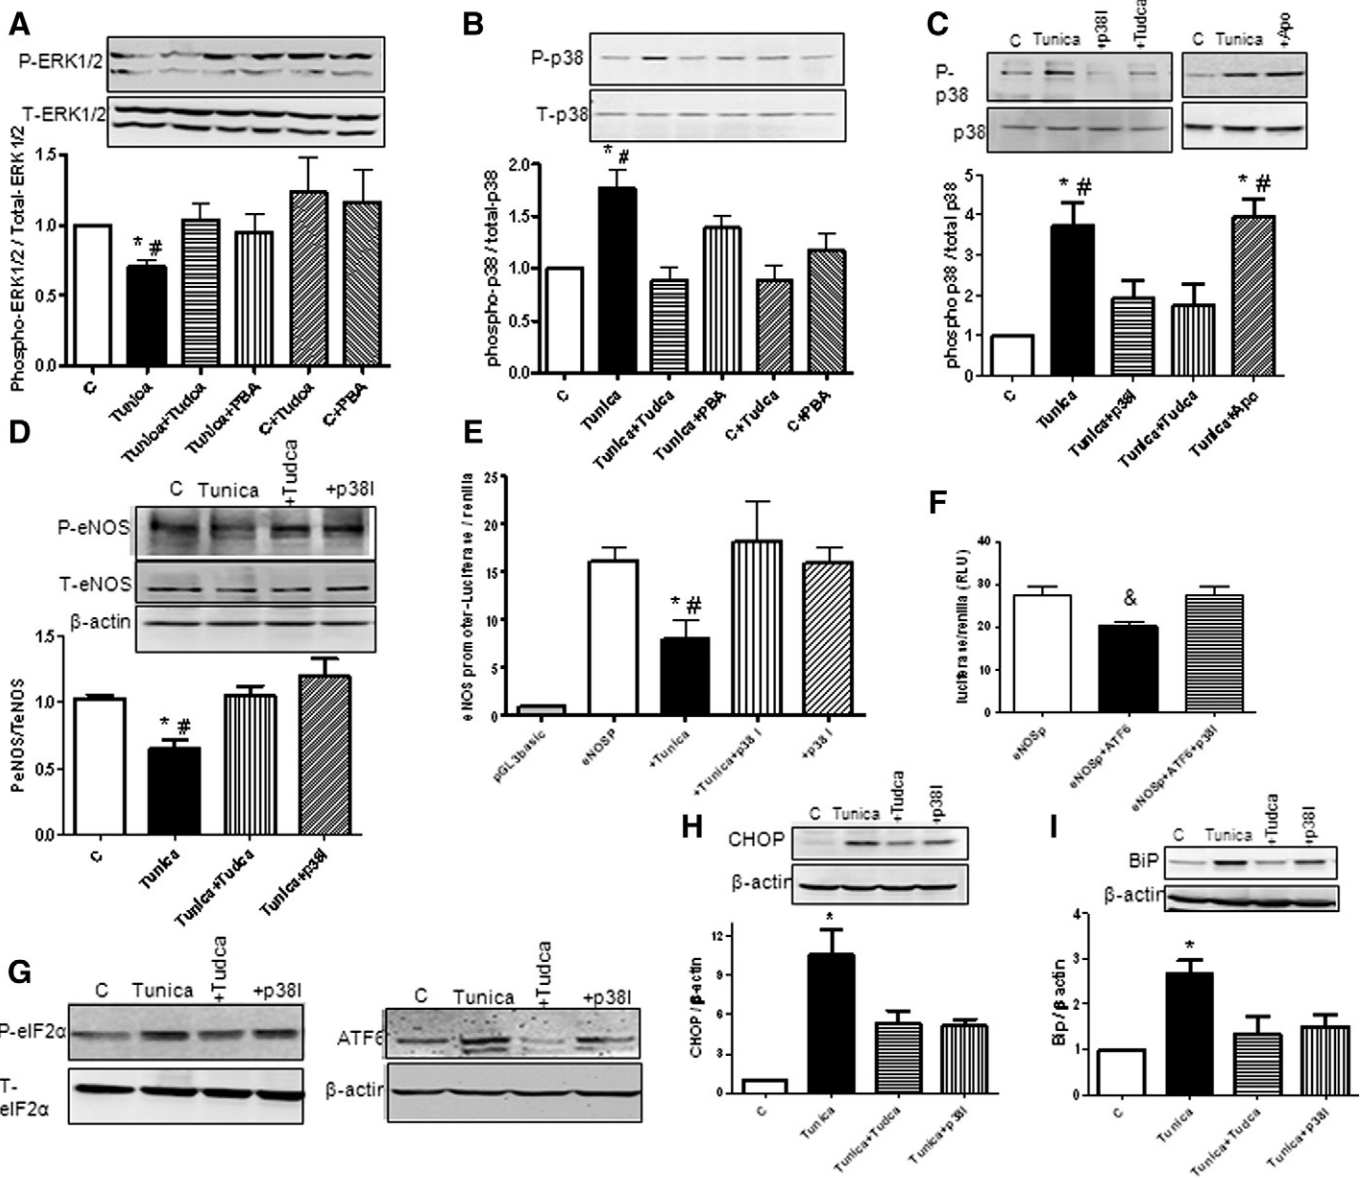 A
P-ERK1/2
T-ERK1/2
Phospho-ERK1/2 / Total-ERK1/2
1.5
1.0
0.5
0.0
* #
C
Tunica
Tunica+Tudca
Tunica+PBA
C+Tudca
C+PBA
B
P-p38
T-p38
phospho-p38 / total-p38
2.0
1.5
1.0
0.5
0.0
* #
C
Tunica
Tunica+Tudca
Tunica+PBA
C+Tudca
C+PBA
C
C Tunica +p38I +Tudca
C Tunica +Apo
P-
p38
p38
phospho p38 / total p38
5
4
3
2
1
0
* #
* #
C
Tunica
Tunica+p38I
Tunica+Tudca
Tunica+Apo
D
C Tunica +Tudca +p38I
P-eNOS
T-eNOS
β-actin
PeNOS/TeNOS
1.5
1.0
0.5
0.0
* #
C
Tunica
Tunica+Tudca
Tunica+p38I
E
eNOS promoter-Luciferase / renilla
25
20
15
10
5
0
* #
pGL3basic
eNOSP
+Tunica
+Tunica+p38 I
+p38 I
F
luciferase/renilla (RLU)
40
30
20
10
0
&
eNOSp
eNOSp+ATF6
eNOSp+ATF6+p38I
G
C Tunica +Tudca +p38I
P-eIF2α
T-
eIF2α
C Tunica +Tudca +p38I
ATF6
β-actin
H
C Tunica +Tudca +p38I
CHOP
β-actin
CHOP / β-actin
12
9
6
3
0
*
C
Tunica
Tunica+Tudca
Tunica+p38I
I
C Tunica +Tudca +p38I
BiP
β-actin
Bip / β actin
4
3
2
1
0
*
C
Tunica
Tunica+Tudca
Tunica+p38I